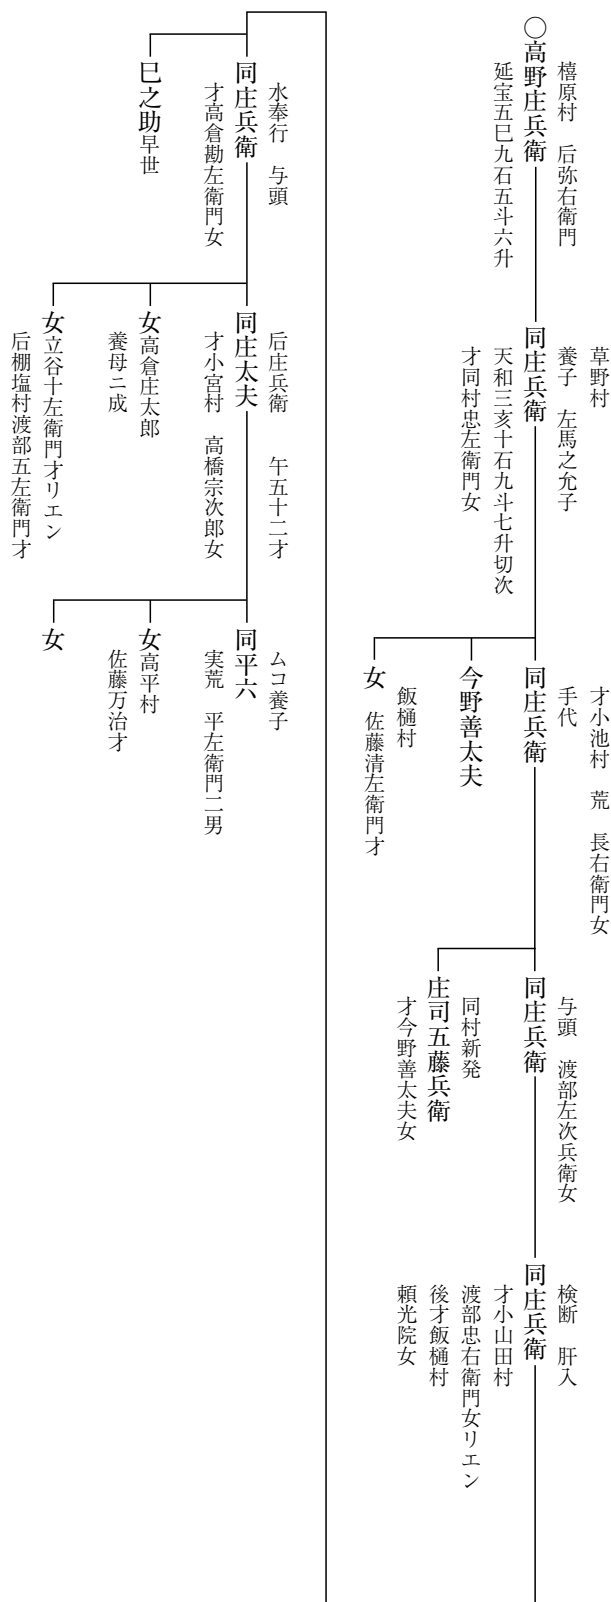 橲原村　后弥右衛門
○高野庄兵衛
延宝五巳九石五斗六升
草野村
養子　左馬之允子
同庄兵衛
天和三亥十石九斗七升切次
才同村忠左衛門女
才小池村　荒　長右衛門女
手代
同庄兵衛
今野善太夫
飯樋村
女　佐藤清左衛門才
与頭　渡部左次兵衛女
同庄兵衛
同村新発
庄司五藤兵衛
才今野善太夫女
検断　肝入
同庄兵衛
才小山田村
渡部忠右衛門女リエン
後才飯樋村
頼光院女
水奉行　与頭
同庄兵衛
才高倉勘左衛門女
巳之助早世
后庄兵衛　午五十二才
同庄太夫
才小宮村　高橋宗次郎女
女高倉庄太郎
養母ニ成
女立谷十左衛門才リエン
后棚塩村渡部五左衛門才
ムコ養子
同平六
実荒　平左衛門二男
女高平村
佐藤万治才
女